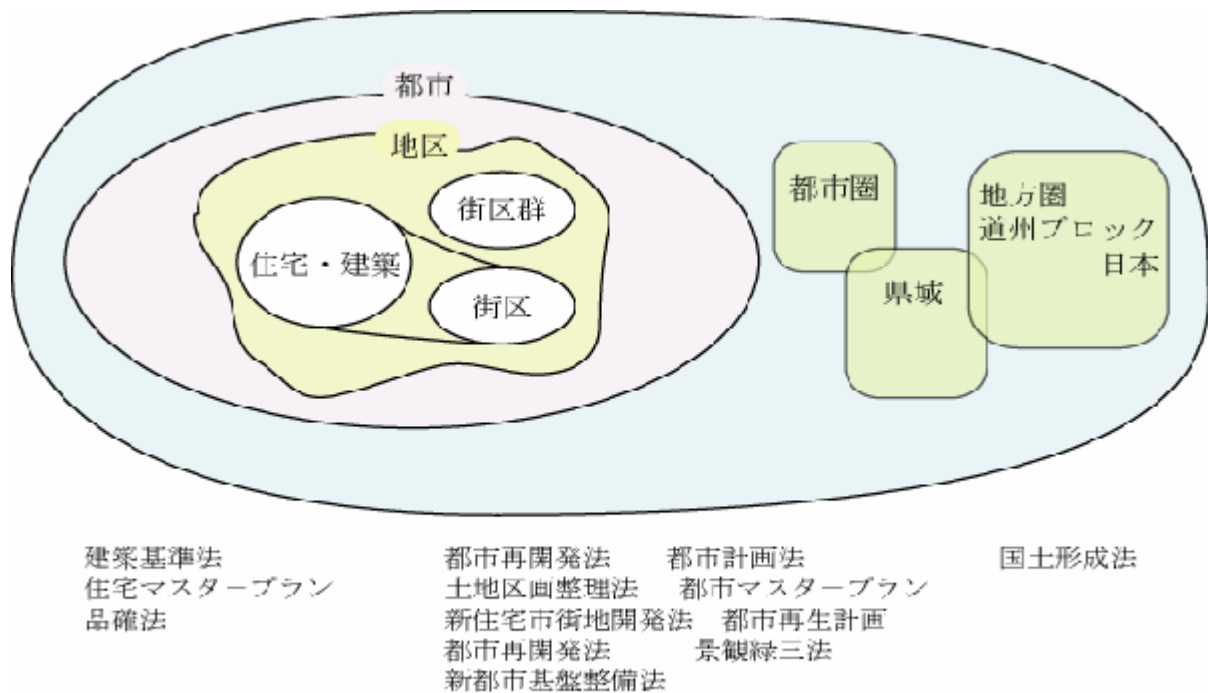 都市
地区
街区群
住宅・建築
街区
都市圏
県域
地方圏
道州ブロック
日本
建築基準法
住宅マスタープラン
品確法
都市再開発法 都市計画法
土地区画整理法 都市マスタープラン
新住宅市街地開発法 都市再生計画
都市再開発法 景観緑三法
新都市基盤整備法
国土形成法